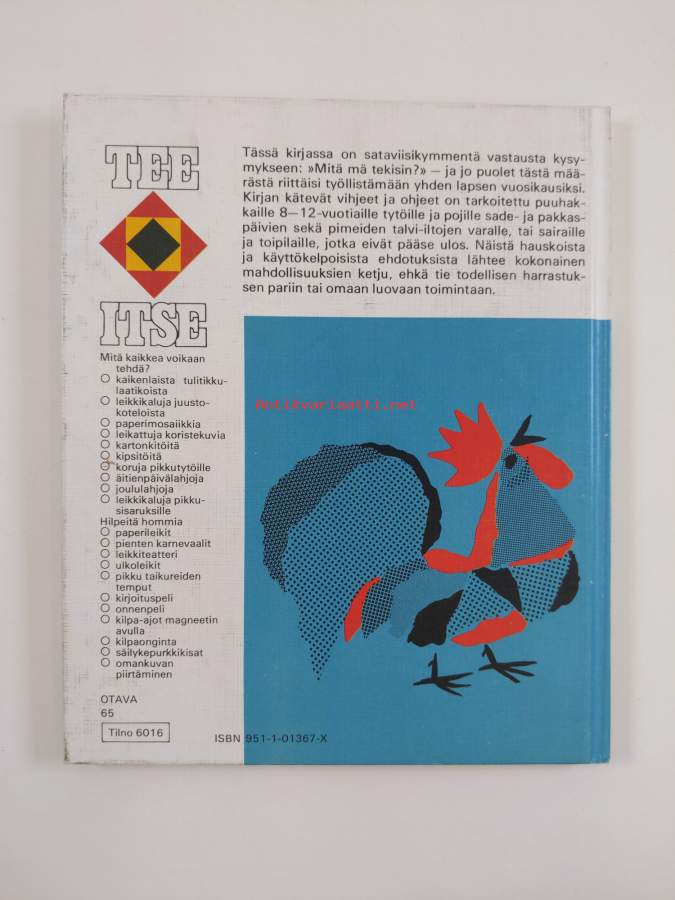 TEE
ITSE
Mitä kaikkea voikaan
tehdä?
kaikenlaista tulitikku-
laatikoista
leikkikaluja juusto-
koteloista
paperimosaiikkia
leikattuja koristekuvia
kartonkitöitä
kipsitöitä
koruja pikkutytöille
äitienpäivälahjoja
joululahjoja
leikkikaluja pikku-
sisaruksille
Hilpeitä hommia
paperileikit
pienten karnevaalit
leikkiteatteri
ulkoleikit
pikku taikureiden
temput
kirjoituspeli
onnenpeli
kilpa-ajot magneetin
avulla
kilpaonginta
säilykepurkkikisat
omankuvan
piirtäminen
OTAVA
65
Tilno 6016
Tässä kirjassa on sataviisikymmentä vastausta kysy-
mykseen: »Mitä mä tekisin?» — ja jo puolet tästä mää-
rästä riittäisi työllistämään yhden lapsen vuosikausiksi.
Kirjan kätevät vihjeet ja ohjeet on tarkoitettu puuhak-
kaille 8—12-vuotiaille tytöille ja pojille sade- ja pakkas-
päivien sekä pimeiden talvi-iltojen varalle, tai sairaille
ja toipilaille, jotka eivät pääse ulos. Näistä hauskoista
ja käyttökelpoisista ehdotuksista lähtee kokonainen
mahdollisuuksien ketju, ehkä tie todellisen harrastuk-
sen pariin tai omaan luovaan toimintaan.
Antikvariaatti.net
ISBN 951-1-01367-X